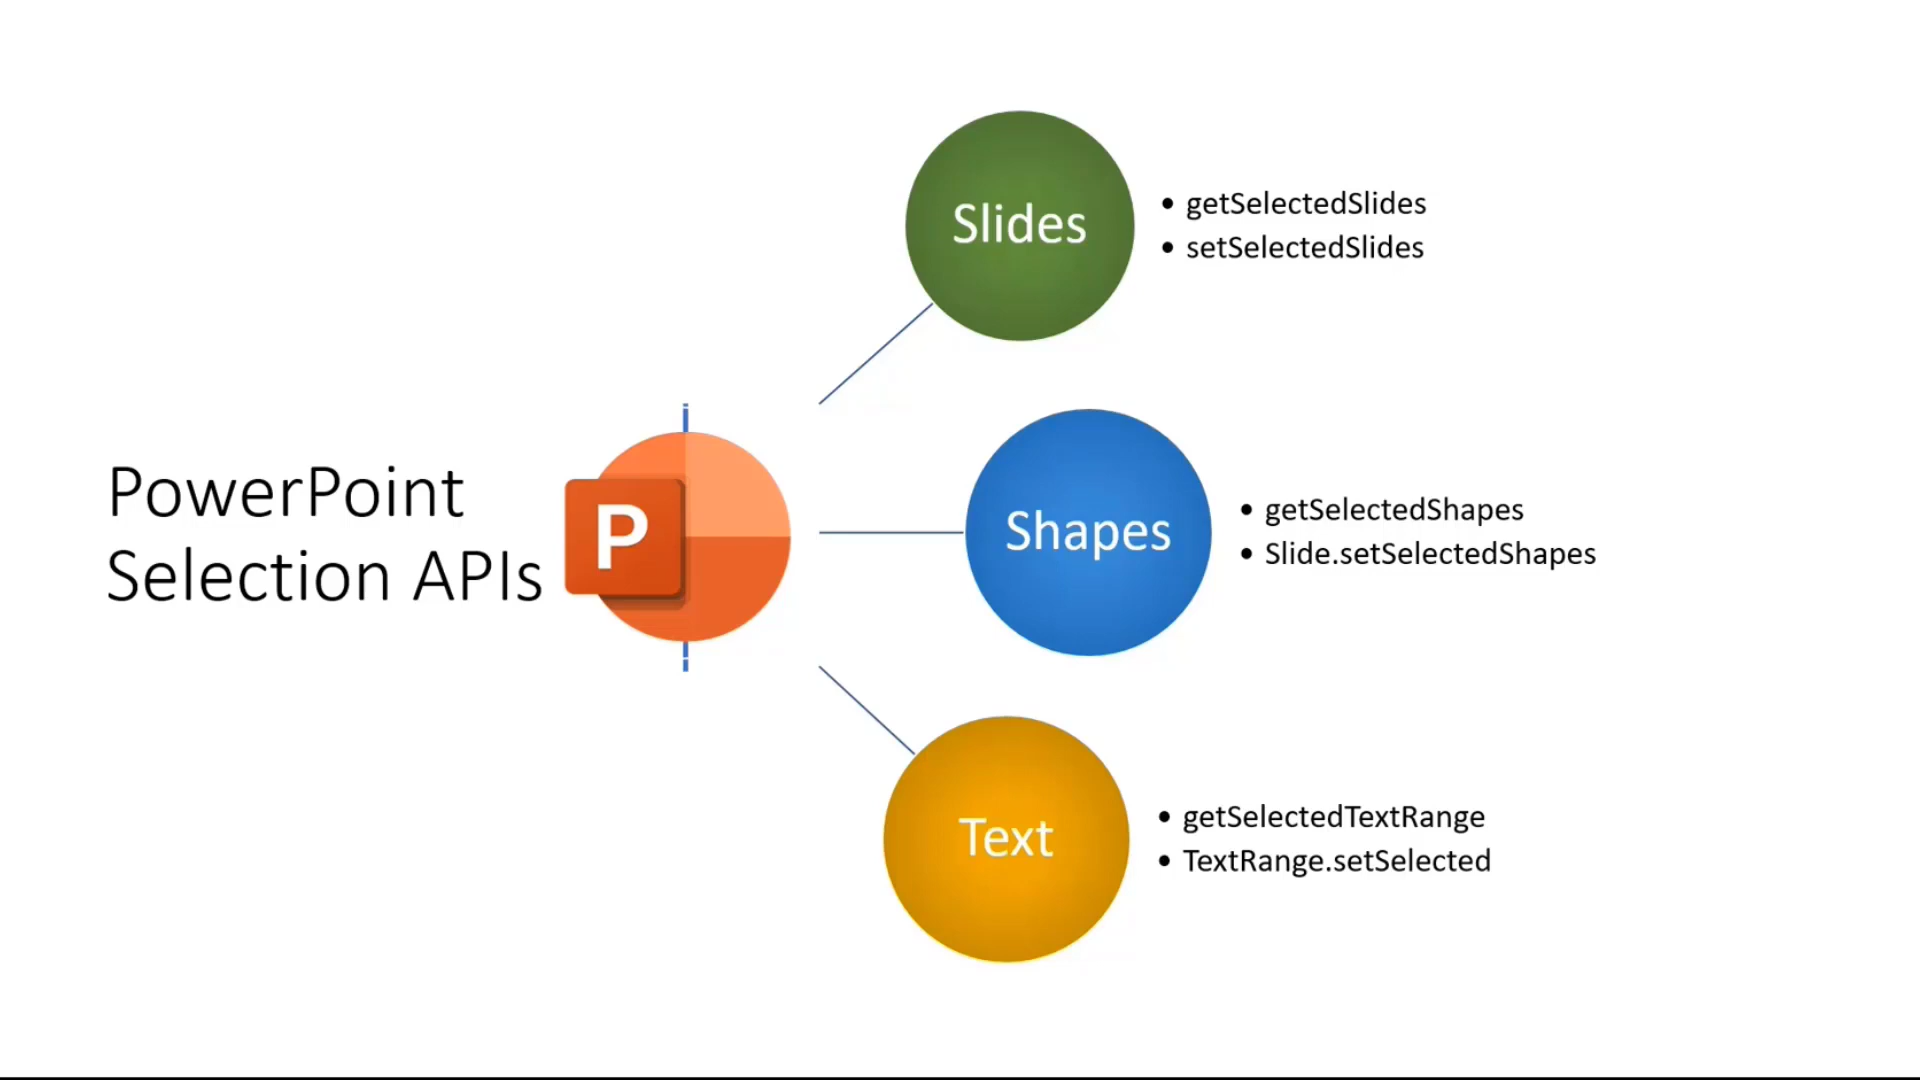 PowerPoint
Selection APIs
P
Slides
• getSelectedSlides
• setSelectedSlides
Shapes
• getSelectedShapes
• Slide.setSelectedShapes
Text
• getSelectedTextRange
• TextRange.setSelected